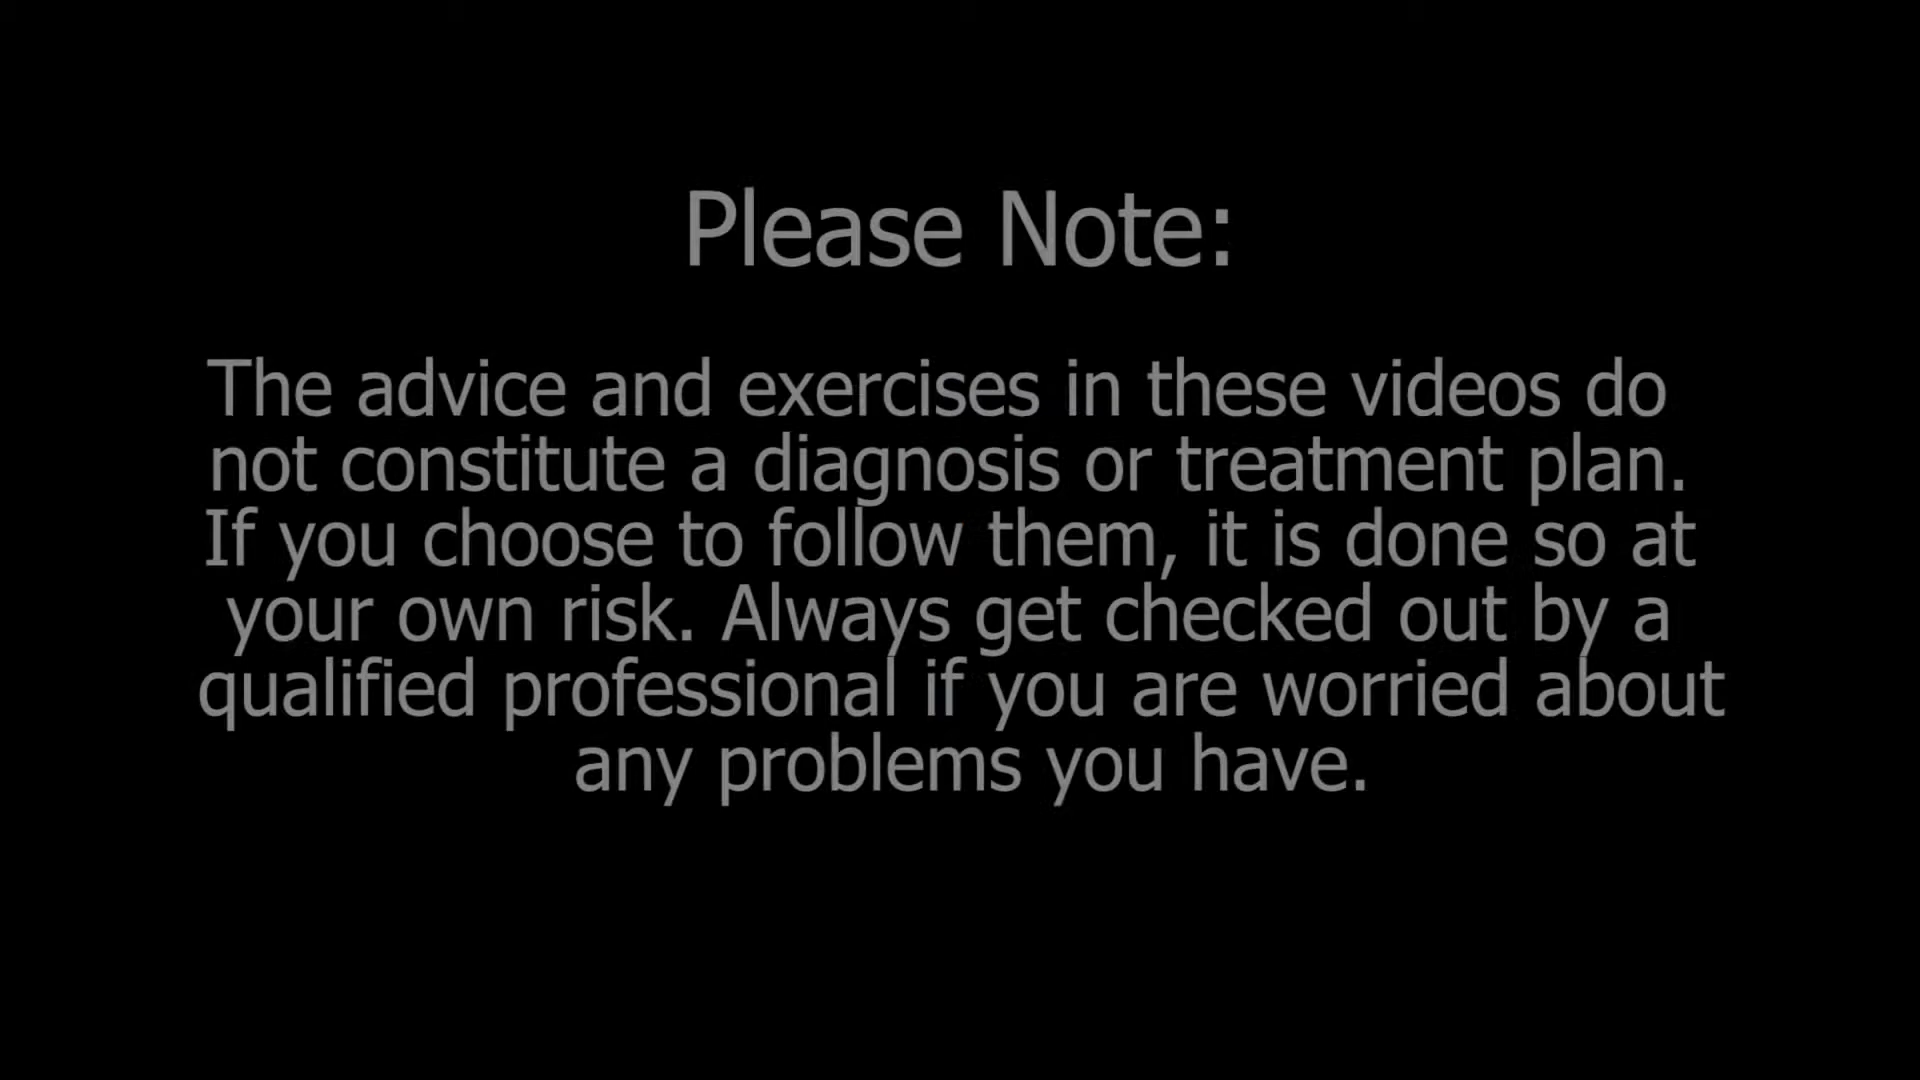 Please Note:
The advice and exercises in these videos do
not constitute a diagnosis or treatment plan.
If you choose to follow them, it is done so at
your own risk. Always get checked out by a
qualified professional if you are worried about
any problems you have.